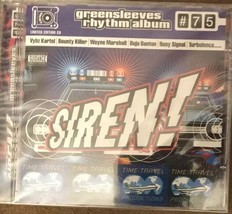 LIMITED EDITION CD
greensleeves
rhythm album
#75
Vybz Kartel | Bounty Killer | Wayne Marshall | Buju Banton | Busy Signal | Turbulence.....
SIREN!
TIME TRAVEL
TIME TRAVEL
TIME TRAVEL
TIME TRAVEL